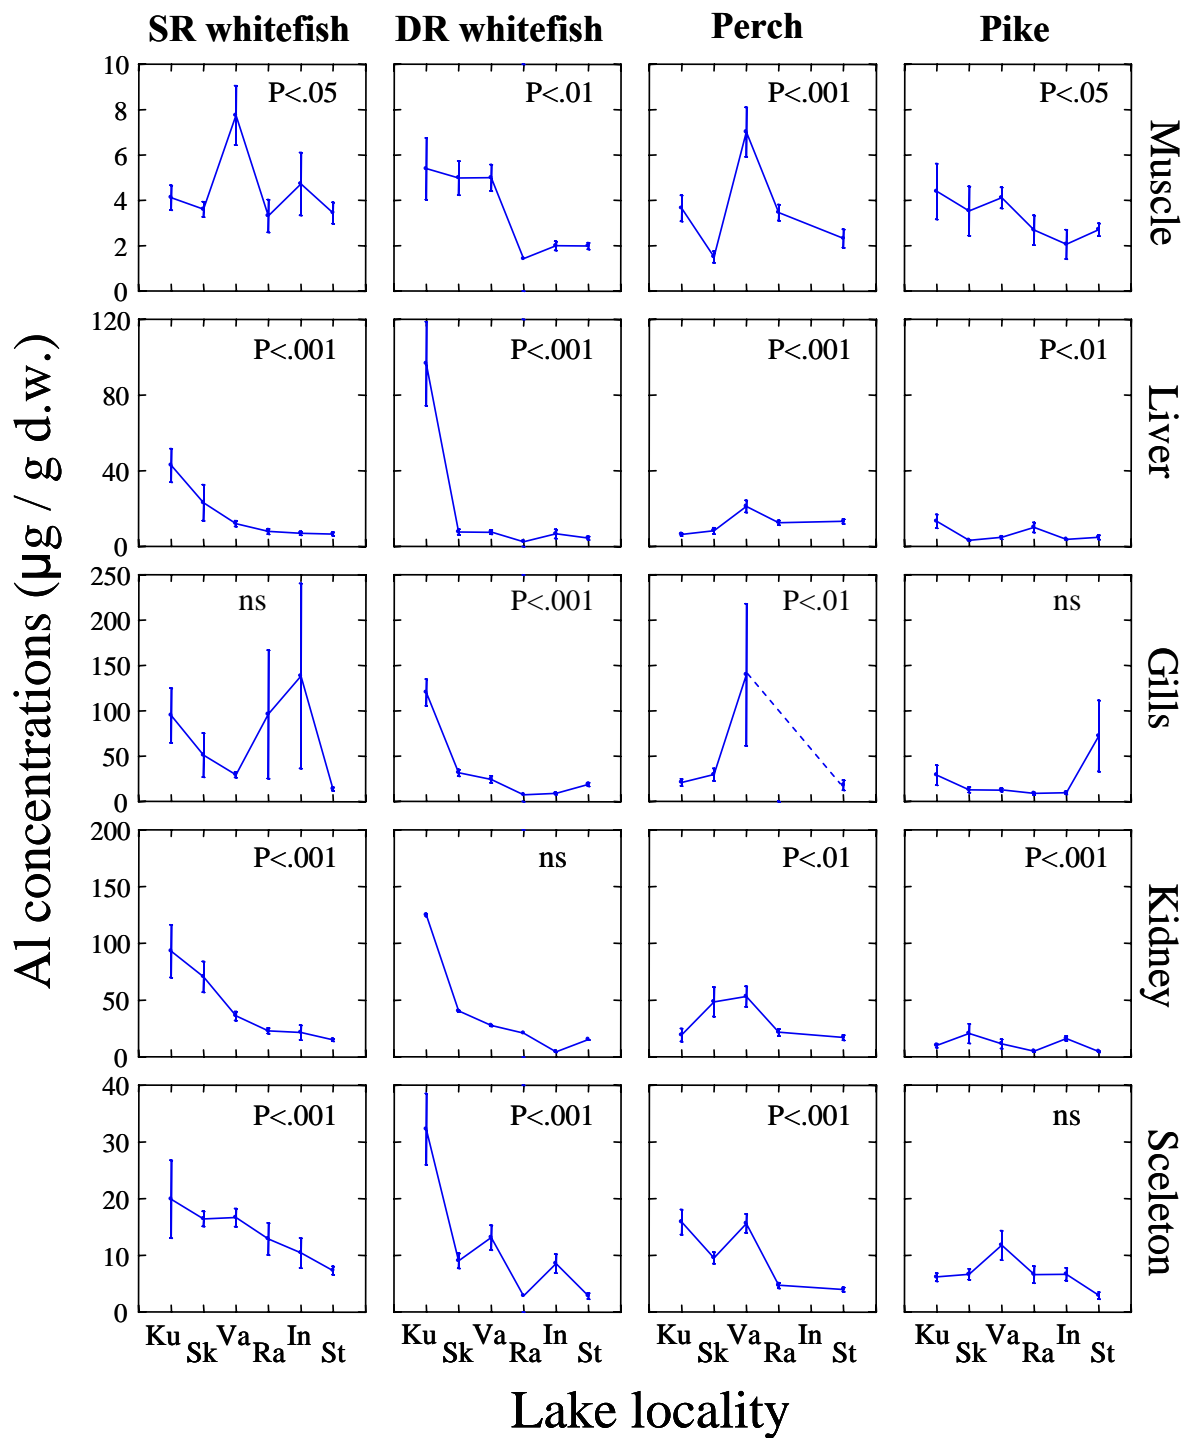 SR whitefish DR whitefish Perch Pike
Al concentrations (µg / g d.w.)
10 8 6 4 2 0
P<.05 P<.01 P<.001 P<.05
Muscle
120 80 40 0
P<.001 P<.001 P<.001 P<.01
Liver
250 200 150 100 50 0
ns P<.001 P<.01 ns
Gills
200 150 100 50 0
P<.001 ns P<.01 P<.001
Kidney
40 30 20 10 0
P<.001 P<.001 P<.001 ns
Sceleton
Ku Sk Va Ra In St Ku Sk Va Ra In St Ku Sk Va Ra In St Ku Sk Va Ra In St
Lake locality